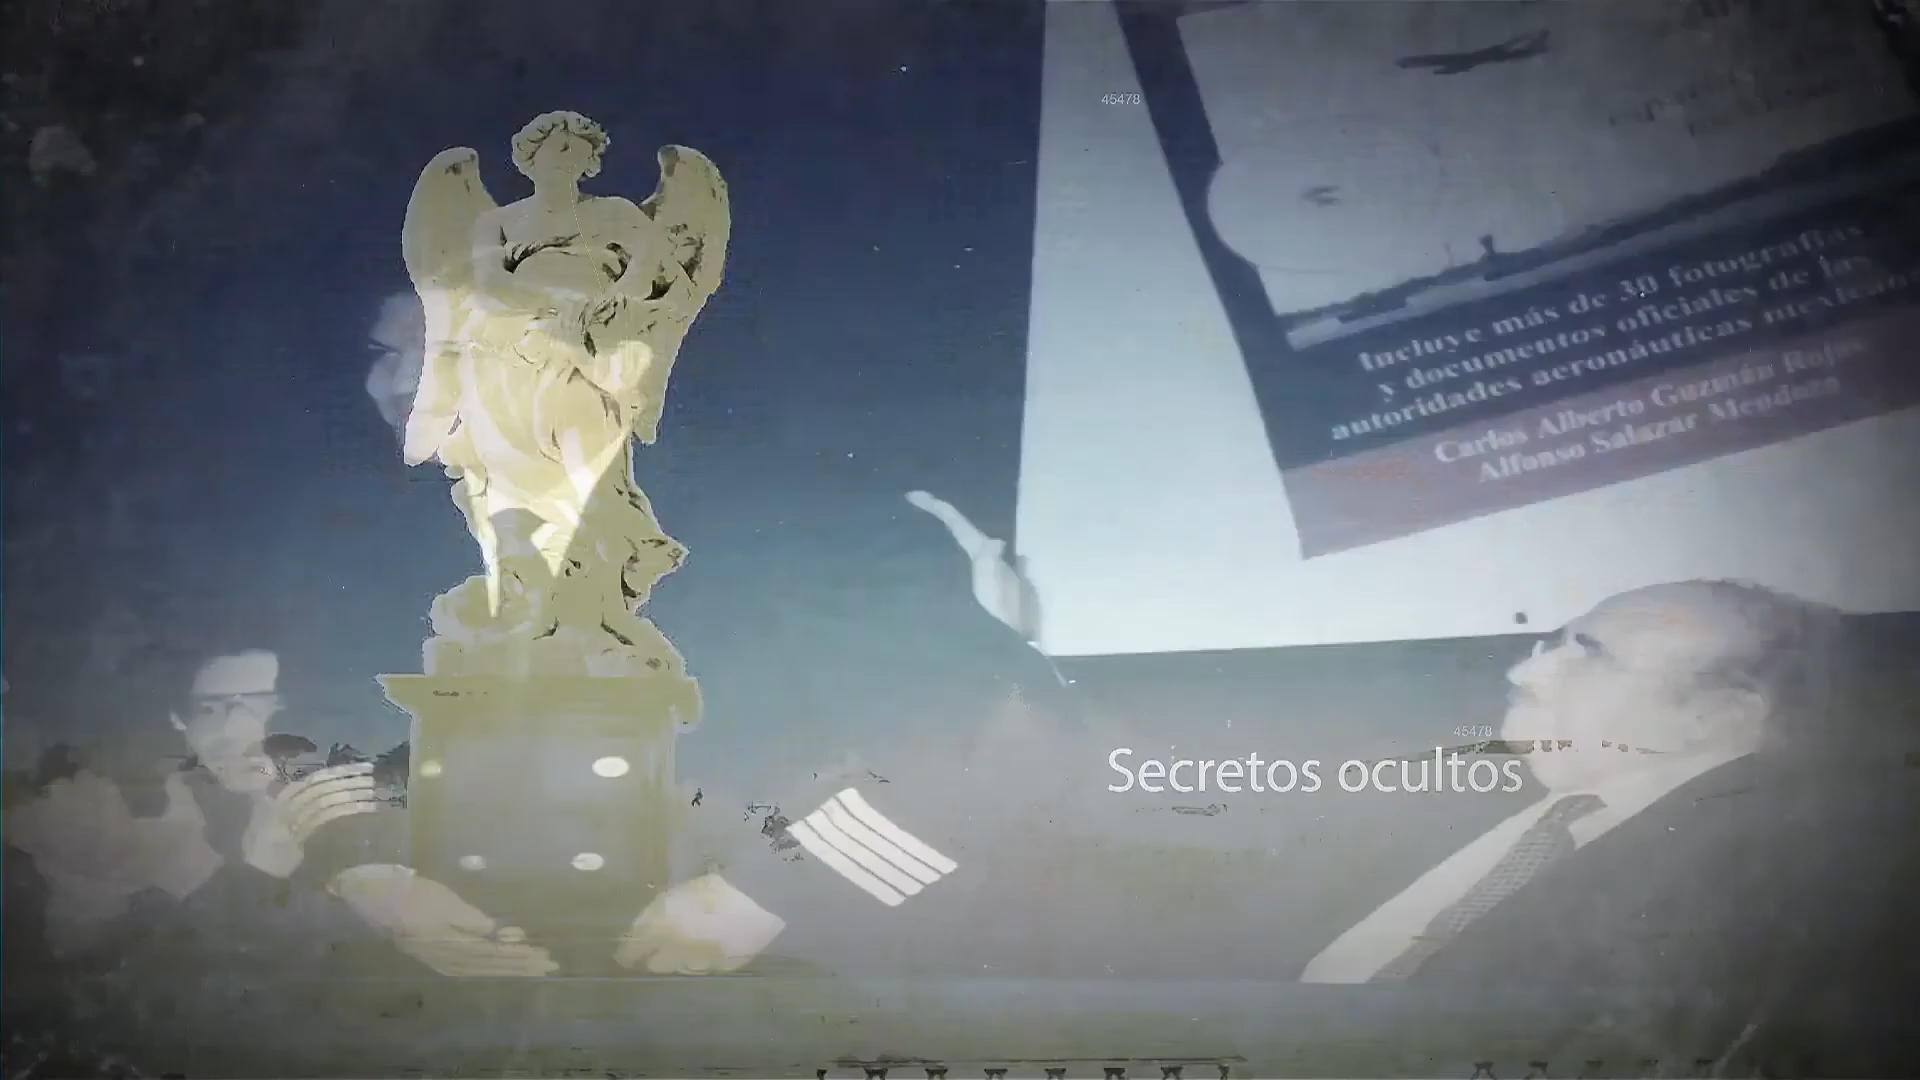 45478
Incluye más de 30 fotografías
y documentos oficiales de las
autoridades aeronáuticas mexicanas
Carlos Alberto Guzmán Rojas
Alfonso Salazar Mendoza
45478
Secretos ocultos